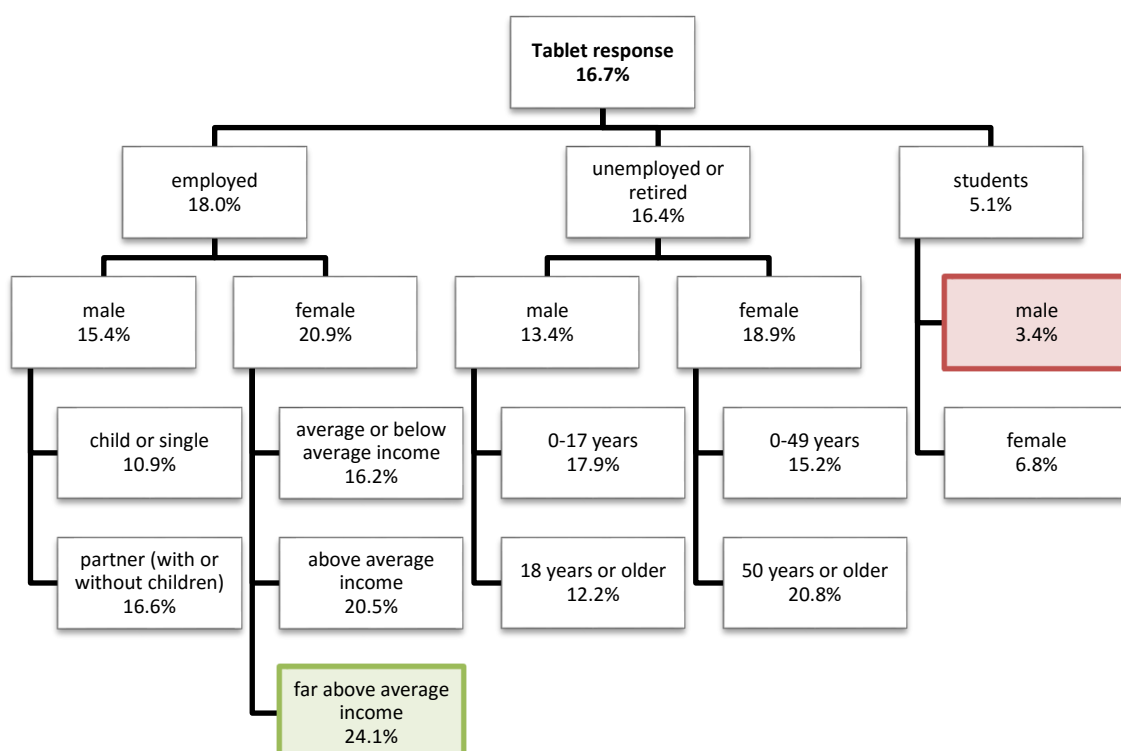 Tablet response
16.7%
employed
18.0%
unemployed or
retired
16.4%
students
5.1%
male
15.4%
female
20.9%
male
13.4%
female
18.9%
male
3.4%
child or single
10.9%
average or below
average income
16.2%
0-17 years
17.9%
0-49 years
15.2%
female
6.8%
partner (with or
without children)
16.6%
above average
income
20.5%
18 years or older
12.2%
50 years or older
20.8%
far above average
income
24.1%